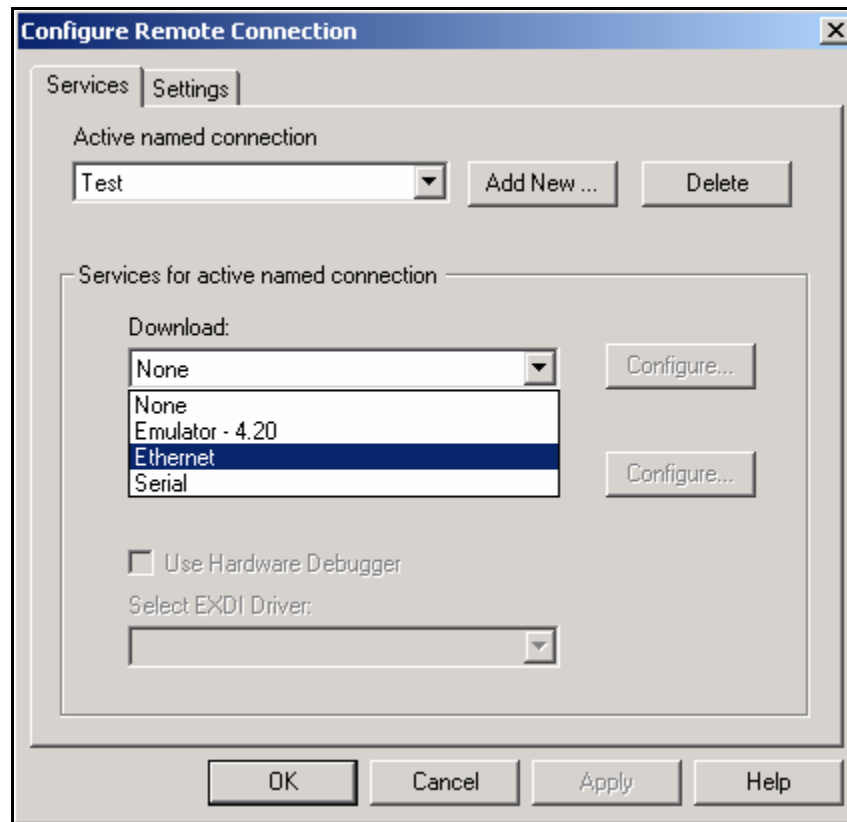 Configure Remote Connection
Services Settings
Active named connection
Test Add New ... Delete
Services for active named connection
Download:
None Configure...
None
Emulator - 4.20
Ethernet
Serial Configure...
Use Hardware Debugger
Select EXDI Driver:
OK Cancel Apply Help